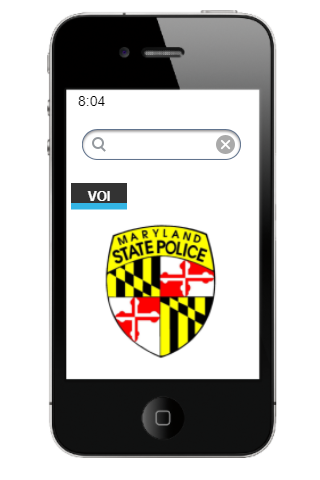 8:04
VOI
MARYLAND
STATE POLICE